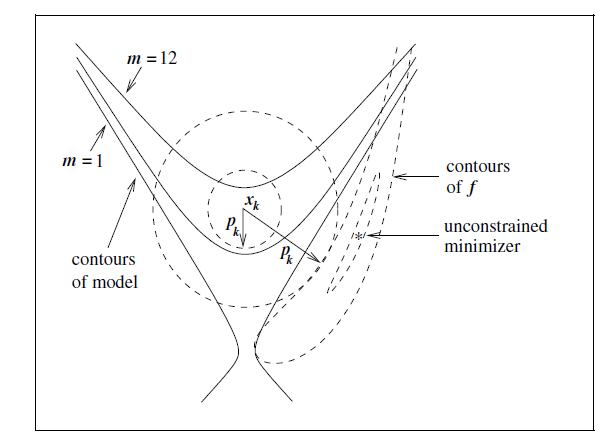 m = 12
m = 1
contours
of f
x_k
p_k
unconstrained
minimizer
p_k
contours
of model